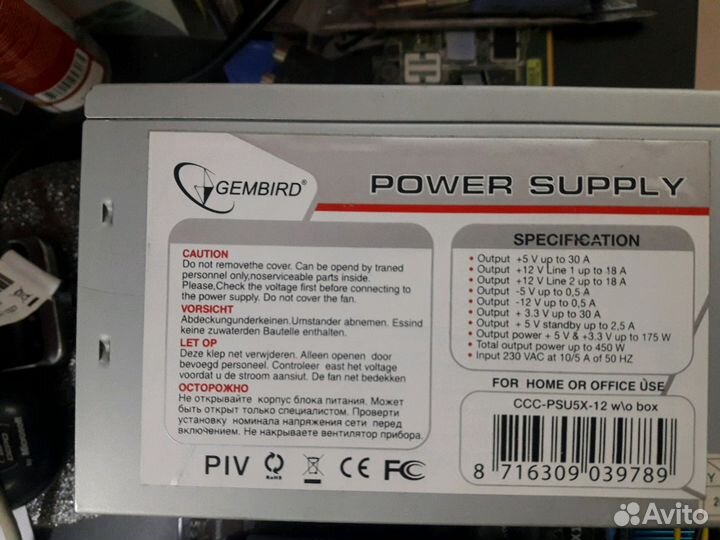 GEMBIRD®
POWER SUPPLY
CAUTION
Do not removethe cover. Can be opend by traned
personnel only,noserviceable parts inside.
Please,Check the voltage first before connecting to
the power supply. Do not cover the fan.
VORSICHT
Abdeckungunderkeinen.Urnstander abnemen. Essind
keine zuwaterden Bautelle enthalten.
LET OP
Deze klep net verwjderen. Alleen openen door
bevoegd personeel. Controleer east het voltage
voordat u de stroom aansiut. De fan net bedekken
ОСТОРОЖНО
Не открывайте корпус блока питания. Может
быть открыт только специалистом. Проверти
установку номинала напряжения сети перед
включением. Не накрываете вентилятор прибора.
PIV
RoHS
CE
FC
SPECIFICATION
• Output +5 V up to 30 A
• Output +12 V Line 1 up to 18 A
• Output +12 V Line 2 up to 18 A
• Output -5 V up to 0,5 A
• Output -12 V up to 0,5 A
• Output + 3.3 V up to 30 A
• Output + 5 V standby up to 2,5 A
• Output power + 5 V & +3.3 V up to 175 W
• Total output power up to 450 W
• Input 230 VAC at 10/5 A of 50 HZ
FOR HOME OR OFFICE USE
CCC-PSU5X-12 w\o box
8 716309 039789
Avito